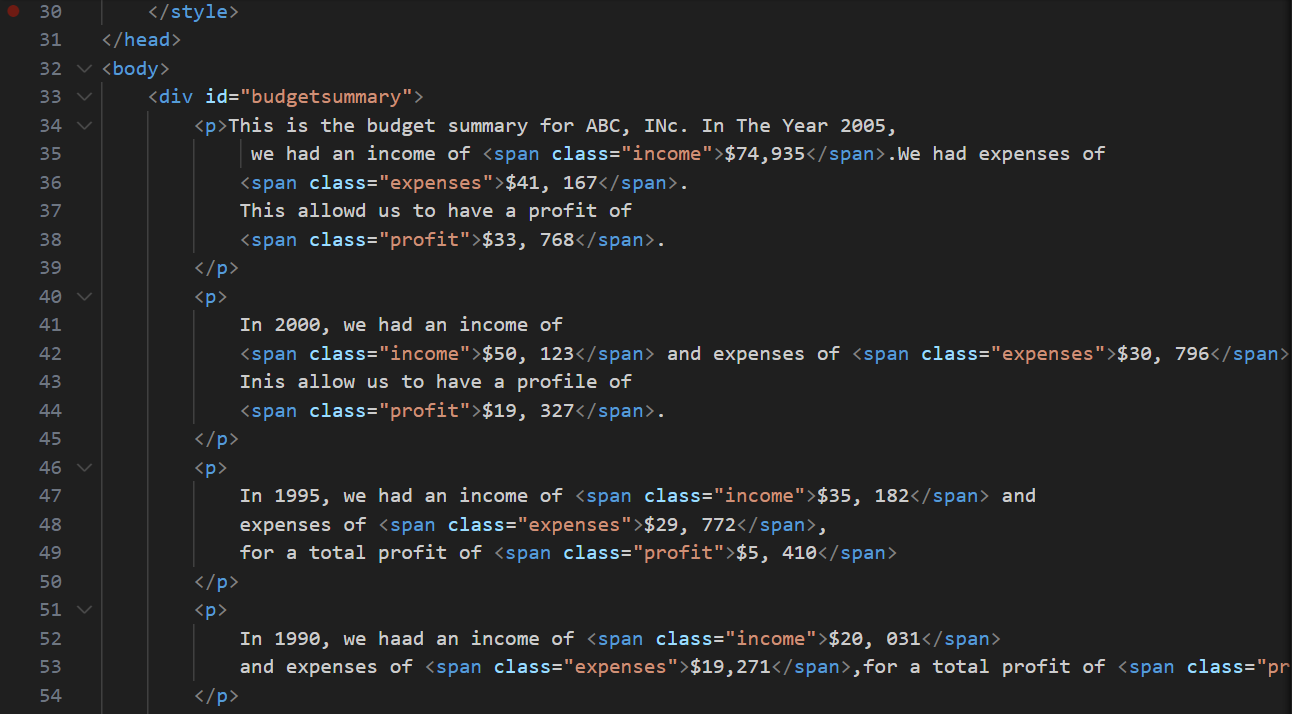 30 </style>
31 </head>
32 <body>
33 <div id="budgetsummary">
34 <p>This is the budget summary for ABC, INc. In The Year 2005,
35 we had an income of <span class="income">$74,935</span>.We had expenses of
36 <span class="expenses">$41, 167</span>.
37 This allowd us to have a profit of
38 <span class="profit">$33, 768</span>.
39 </p>
40 <p>
41 In 2000, we had an income of
42 <span class="income">$50, 123</span> and expenses of <span class="expenses">$30, 796</span>
43 Inis allow us to have a profile of
44 <span class="profit">$19, 327</span>.
45 </p>
46 <p>
47 In 1995, we had an income of <span class="income">$35, 182</span> and
48 expenses of <span class="expenses">$29, 772</span>,
49 for a total profit of <span class="profit">$5, 410</span>
50 </p>
51 <p>
52 In 1990, we haad an income of <span class="income">$20, 031</span>
53 and expenses of <span class="expenses">$19,271</span>,for a total profit of <span class="pr
54 </p>